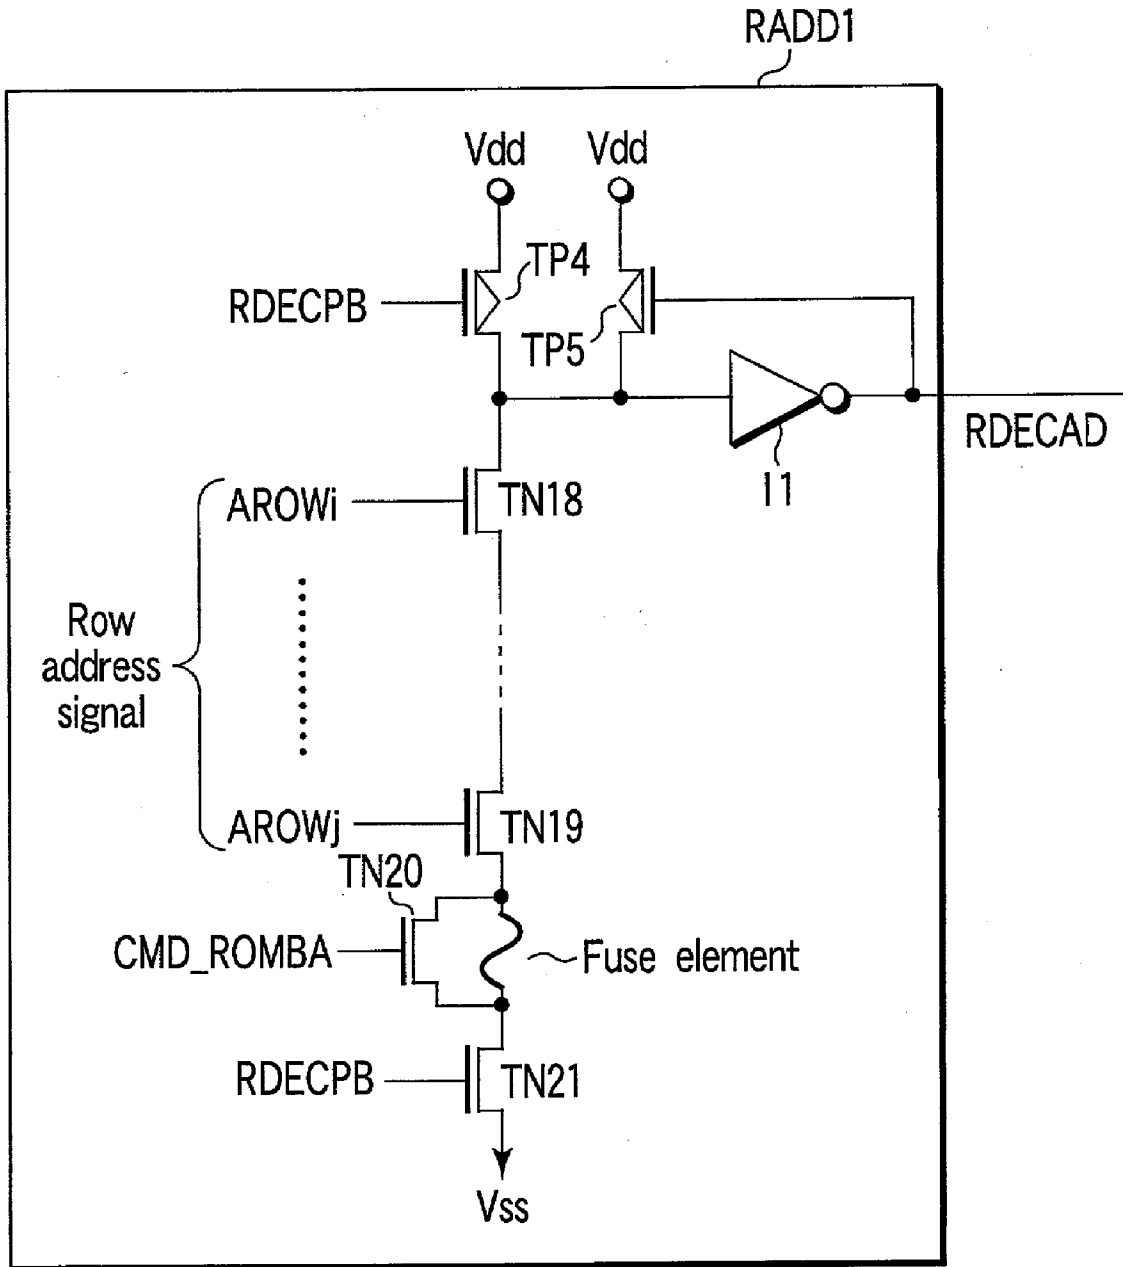 RADD1
Vdd
Vdd
TP4
RDECPB
TP5
RDECAD
I1
AROWi
TN18
Row
address
signal
AROWj
TN19
TN20
CMD_ROMBA
Fuse element
RDECPB
TN21
Vss